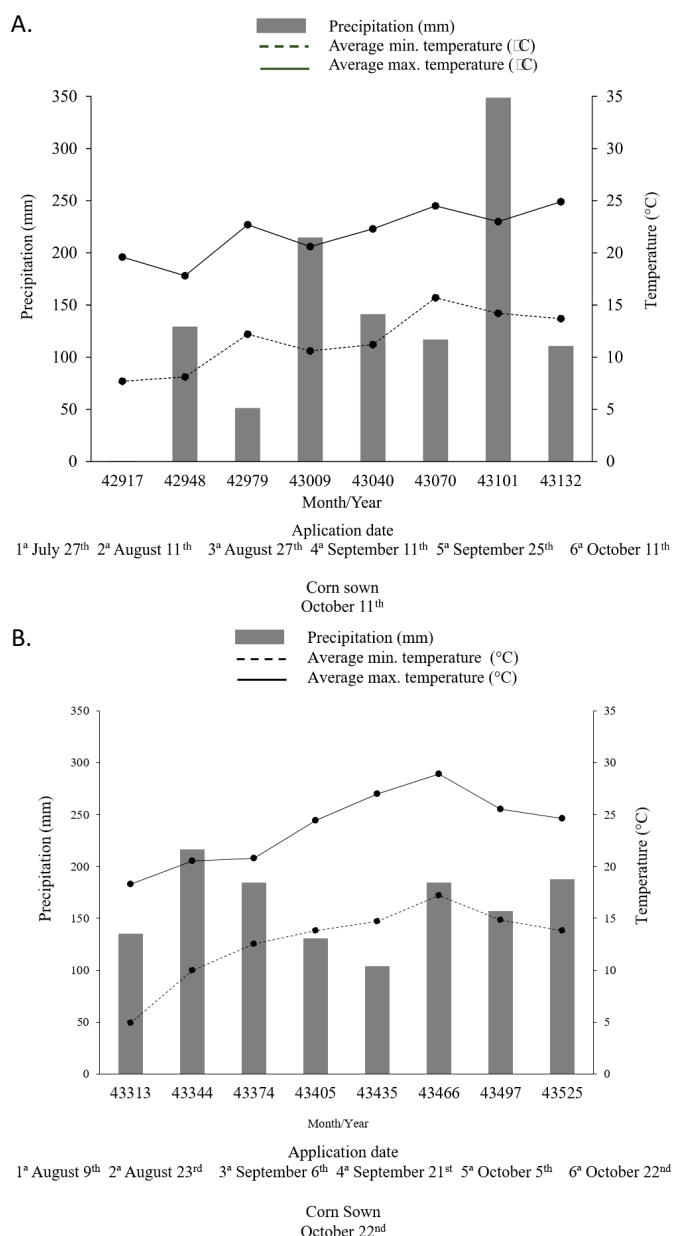 A.
Precipitation (mm)
Average min. temperature (□C)
Average max. temperature (□C)
350
300
250
200
150
100
50
0
Precipitation (mm)
35
30
25
20
15
10
5
0
Temperature (°C)
42917 42948 42979 43009 43040 43070 43101 43132
Month/Year
Aplication date
1ª July 27th 2ª August 11th 3ª August 27th 4ª September 11th 5ª September 25th 6ª October 11th
Corn sown
October 11th
B.
Precipitation (mm)
Average min. temperature (°C)
Average max. temperature (°C)
350
300
250
200
150
100
50
0
Precipitation (mm)
35
30
25
20
15
10
5
0
Temperature (°C)
43313 43344 43374 43405 43435 43466 43497 43525
Month/Year
Application date
1ª August 9th 2ª August 23rd 3ª September 6th 4ª September 21st 5ª October 5th 6ª October 22nd
Corn Sown
October 22nd